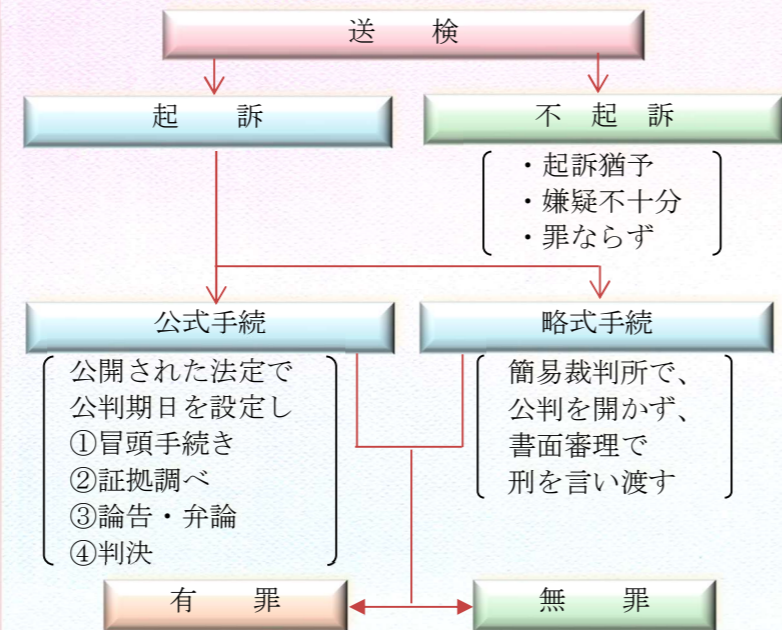 送　検
起　訴
不　起　訴
・起訴猶予
・嫌疑不十分
・罪ならず
公式手続
略式手続
公開された法定で
公判期日を設定し
①冒頭手続き
②証拠調べ
③論告・弁論
④判決
簡易裁判所で、
公判を開かず、
書面審理で
刑を言い渡す
有　罪
無　罪